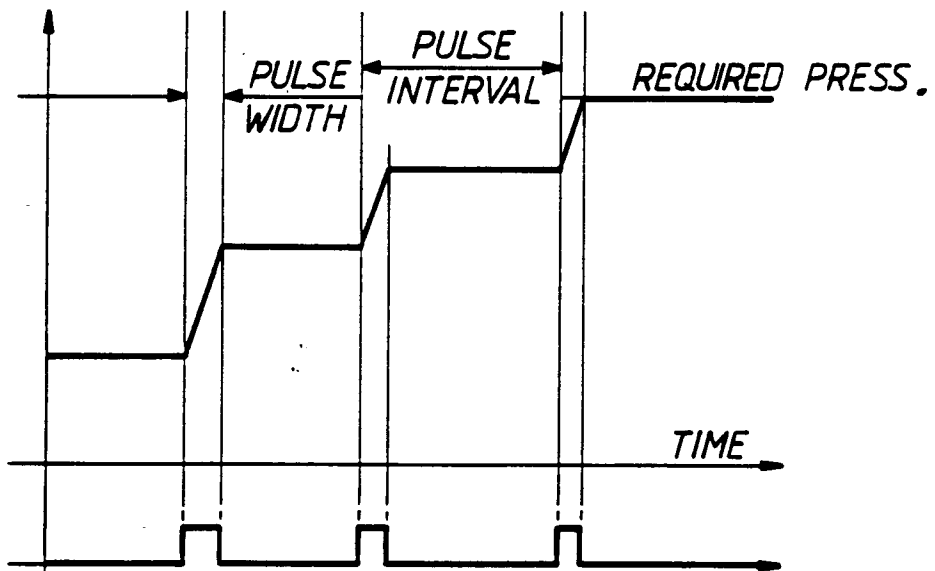 PULSE
WIDTH
PULSE
INTERVAL
REQUIRED PRESS.
TIME